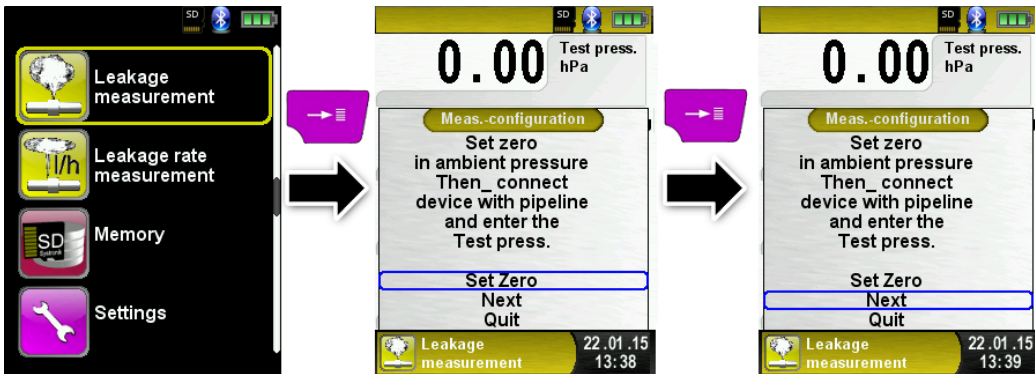 SD
Leakage
measurement
l/h
Leakage rate
measurement
SD
Memory
Settings
SD
0.00
Test press.
hPa
Meas.-configuration
Set zero
in ambient pressure
Then_ connect
device with pipeline
and enter the
Test press.
Set Zero
Next
Quit
Leakage
measurement
22.01.15
13:38
SD
0.00
Test press.
hPa
Meas.-configuration
Set zero
in ambient pressure
Then_ connect
device with pipeline
and enter the
Test press.
Set Zero
Next
Quit
Leakage
measurement
22.01.15
13:39